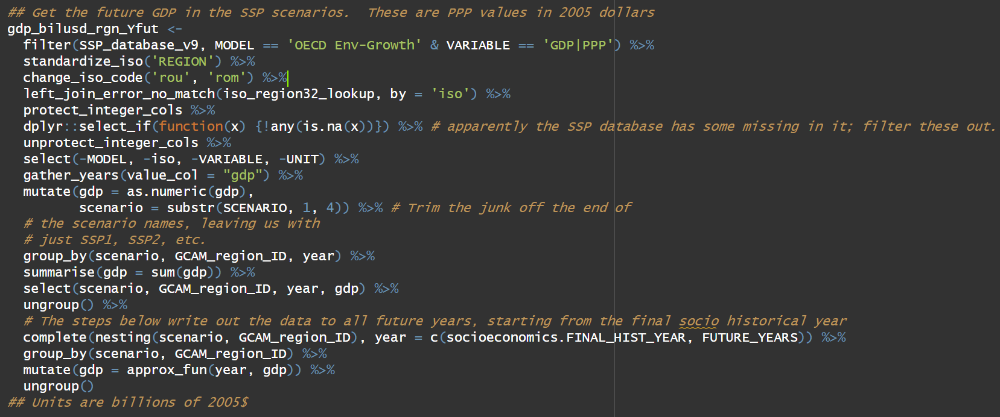 ## Get the future GDP in the SSP scenarios.  These are PPP values in 2005 dollars
gdp_bilusd_rgn_Yfut <-
  filter(SSP_database_v9, MODEL == 'OECD Env-Growth' & VARIABLE == 'GDP|PPP') %>%
  standardize_iso('REGION') %>%
  change_iso_code('rou', 'rom') %>%
  left_join_error_no_match(iso_region32_lookup, by = 'iso') %>%
  protect_integer_cols %>%
  dplyr::select_if(function(x) {!any(is.na(x))}) %>% # apparently the SSP database has some missing in it; filter these out.
  unprotect_integer_cols %>%
  select(-MODEL, -iso, -VARIABLE, -UNIT) %>%
  gather_years(value_col = "gdp") %>%
  mutate(gdp = as.numeric(gdp),
         scenario = substr(SCENARIO, 1, 4)) %>% # Trim the junk off the end of
  # the scenario names, leaving us with
  # just SSP1, SSP2, etc.
  group_by(scenario, GCAM_region_ID, year) %>%
  summarise(gdp = sum(gdp)) %>%
  select(scenario, GCAM_region_ID, year, gdp) %>%
  ungroup() %>%
  # The steps below write out the data to all future years, starting from the final socio historical year
  complete(nesting(scenario, GCAM_region_ID), year = c(socioeconomics.FINAL_HIST_YEAR, FUTURE_YEARS)) %>%
  group_by(scenario, GCAM_region_ID) %>%
  mutate(gdp = approx_fun(year, gdp)) %>%
  ungroup()
## Units are billions of 2005$